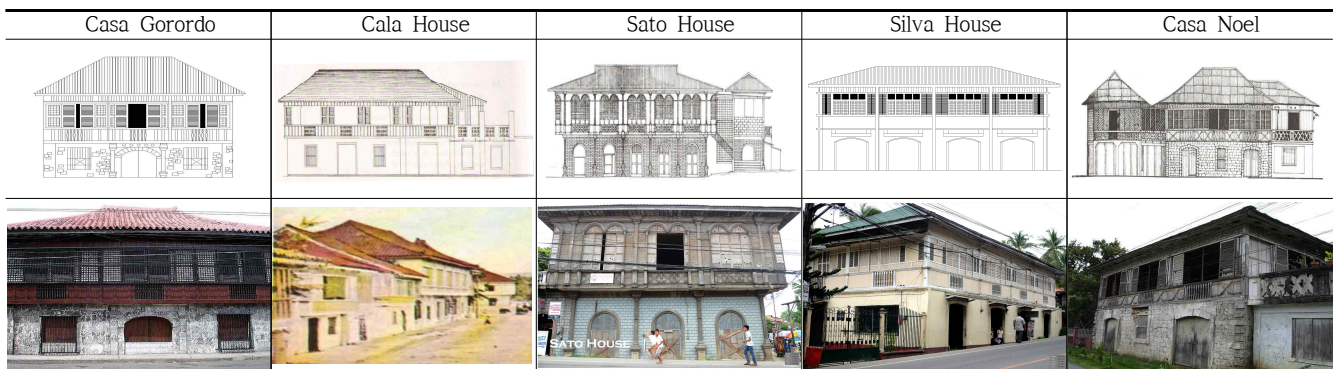 Casa Gorordo
Cala House
Sato House
Silva House
Casa Noel
SATO HOUSE